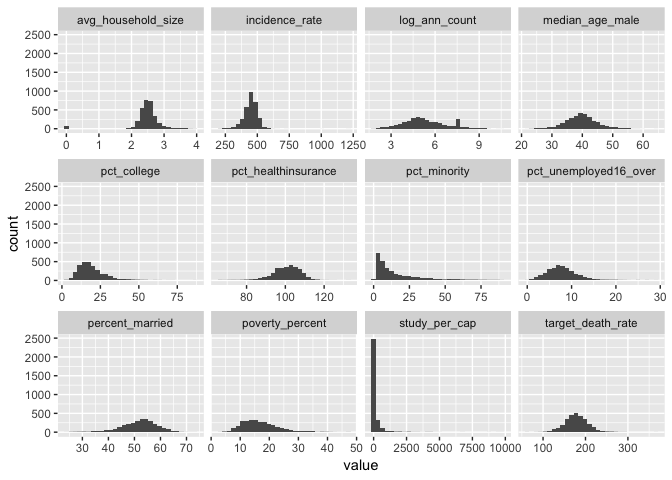 avg_household_size incidence_rate log_ann_count median_age_male
2500
2000
1500
1000
500
0
0 1 2 3 4 250 500 750 1000 1250 3 6 9 20 30 40 50 60
pct_college pct_healthinsurance pct_minority pct_unemployed16_over
2500
2000
1500
1000
500
0
0 25 50 75 80 100 120 0 25 50 75 0 10 20 30
percent_married poverty_percent study_per_cap target_death_rate
2500
2000
1500
1000
500
0
30 40 50 60 70 0 10 20 30 40 50 0 2500 5000 7500 10000 100 200 300
count
value